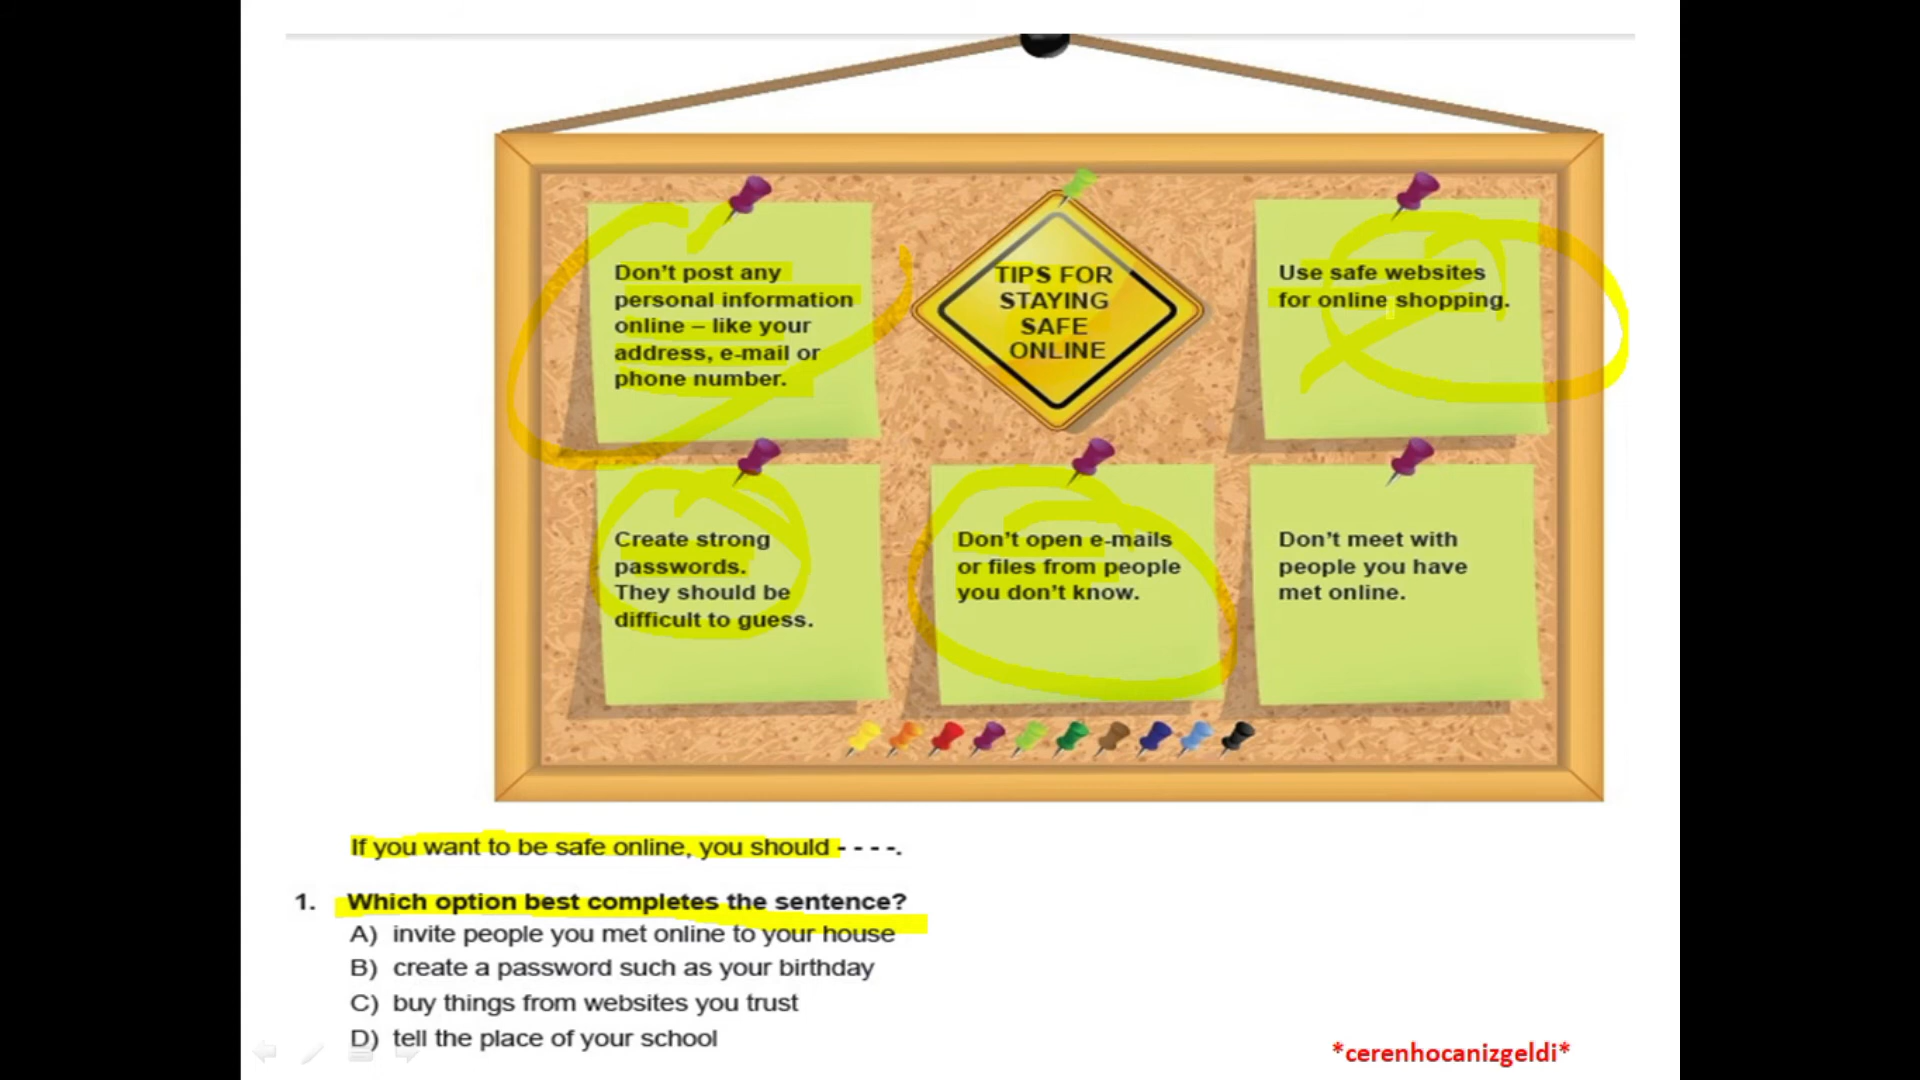 Don't post any
personal information
online – like your
address, e-mail or
phone number.
TIPS FOR
STAYING
SAFE
ONLINE
Use safe websites
for online shopping.
Create strong
passwords.
They should be
difficult to guess.
Don't open e-mails
or files from people
you don't know.
Don't meet with
people you have
met online.
If you want to be safe online, you should - - - -.
1. Which option best completes the sentence?
A) invite people you met online to your house
B) create a password such as your birthday
C) buy things from websites you trust
D) tell the place of your school
*cerenhocanizgeldi*